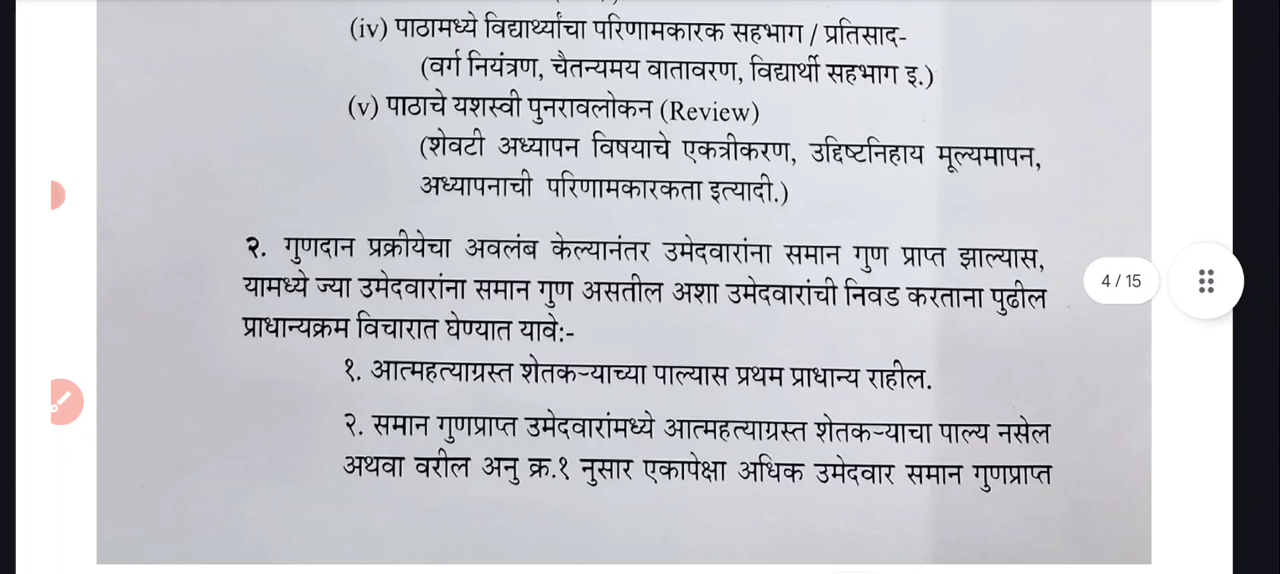 (iv) पाठामध्ये विद्यार्थ्यांचा परिणामकारक सहभाग / प्रतिसाद-
(वर्ग नियंत्रण, चैतन्यमय वातावरण, विद्यार्थी सहभाग इ.)
(v) पाठाचे यशस्वी पुनरावलोकन (Review)
(शेवटी अध्यापन विषयाचे एकत्रीकरण, उद्दिष्टनिहाय मूल्यमापन,
अध्यापनाची परिणामकारकता इत्यादी.)
२. गुणदान प्रक्रीयेचा अवलंब केल्यानंतर उमेदवारांना समान गुण प्राप्त झाल्यास,
यामध्ये ज्या उमेदवारांना समान गुण असतील अशा उमेदवारांची निवड करताना पुढील
प्राधान्यक्रम विचारात घेण्यात यावे:-
4 / 15
१. आत्महत्याग्रस्त शेतकऱ्याच्या पाल्यास प्रथम प्राधान्य राहील.
२. समान गुणप्राप्त उमेदवारांमध्ये आत्महत्याग्रस्त शेतकऱ्याचा पाल्य नसेल
अथवा वरील अनु क्र.१ नुसार एकापेक्षा अधिक उमेदवार समान गुणप्राप्त